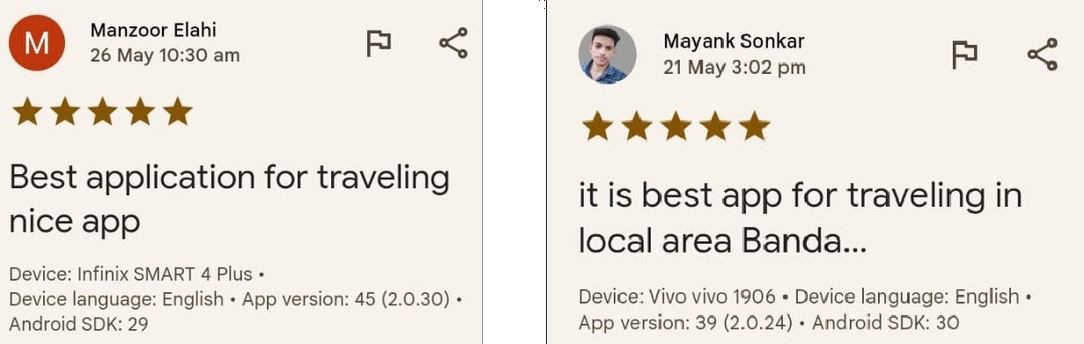 M
Manzoor Elahi
26 May 10:30 am
Best application for traveling
nice app
Device: Infinix SMART 4 Plus •
Device language: English • App version: 45 (2.0.30) •
Android SDK: 29
Mayank Sonkar
21 May 3:02 pm
it is best app for traveling in
local area Banda...
Device: Vivo vivo 1906 • Device language: English •
App version: 39 (2.0.24) • Android SDK: 30